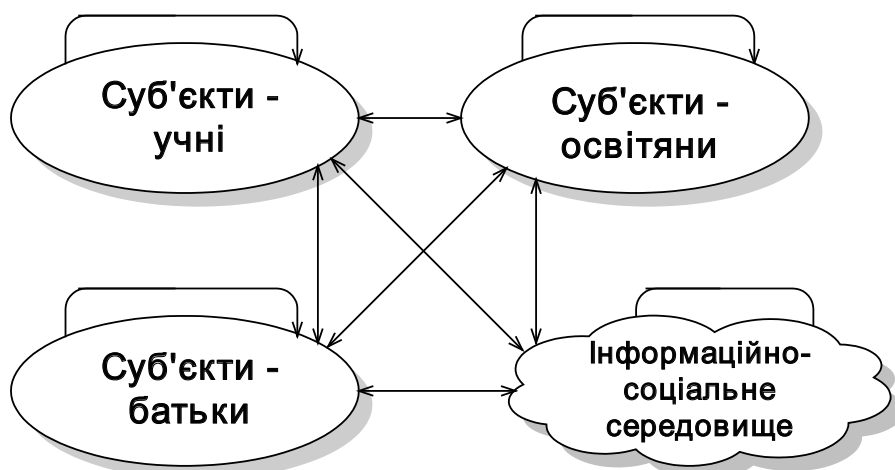 Суб'єкти -
учні
Суб'єкти -
освітяни
Суб'єкти -
батьки
Інформаційно-
соціальне
середовище